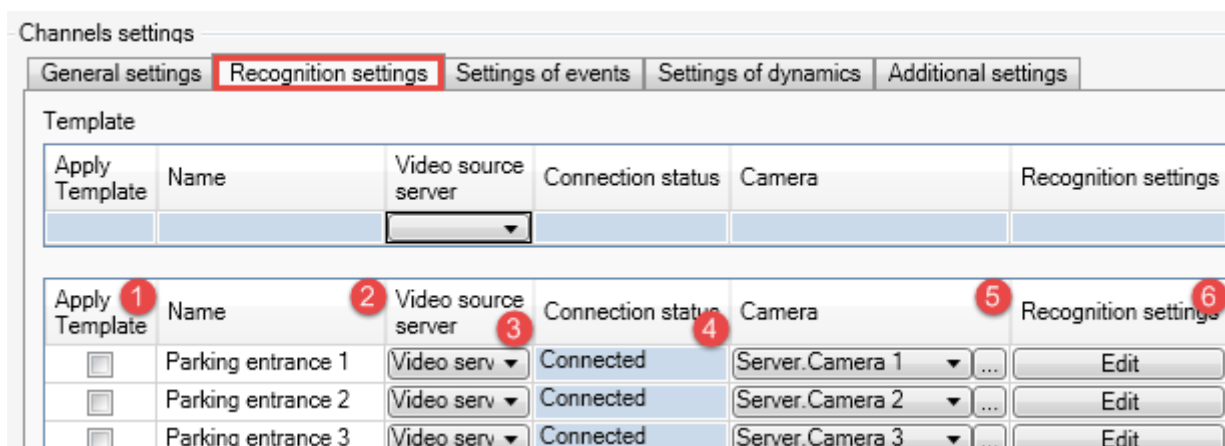 Channels settings
General settings Recognition settings Settings of events Settings of dynamics Additional settings
Template
Apply Template Name Video source server Connection status Camera Recognition settings
Apply Template 1 Name 2 Video source server 3 Connection status 4 Camera 5 Recognition settings 6
Parking entrance 1 Video serv Connected Server.Camera 1 ... Edit
Parking entrance 2 Video serv Connected Server.Camera 2 ... Edit
Parking entrance 3 Video serv Connected Server.Camera 3 ... Edit